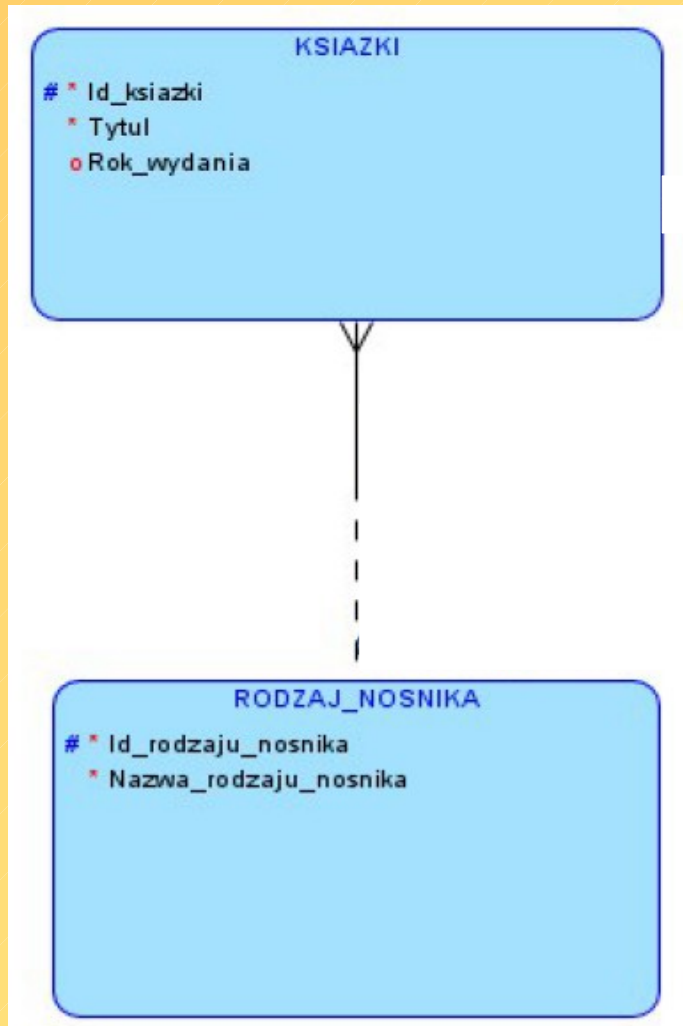 KSIAZKI
# * Id_ksiazki
* Tytul
o Rok_wydania
RODZAJ_NOSNIKA
# * Id_rodzaju_nosnika
* Nazwa_rodzaju_nosnika